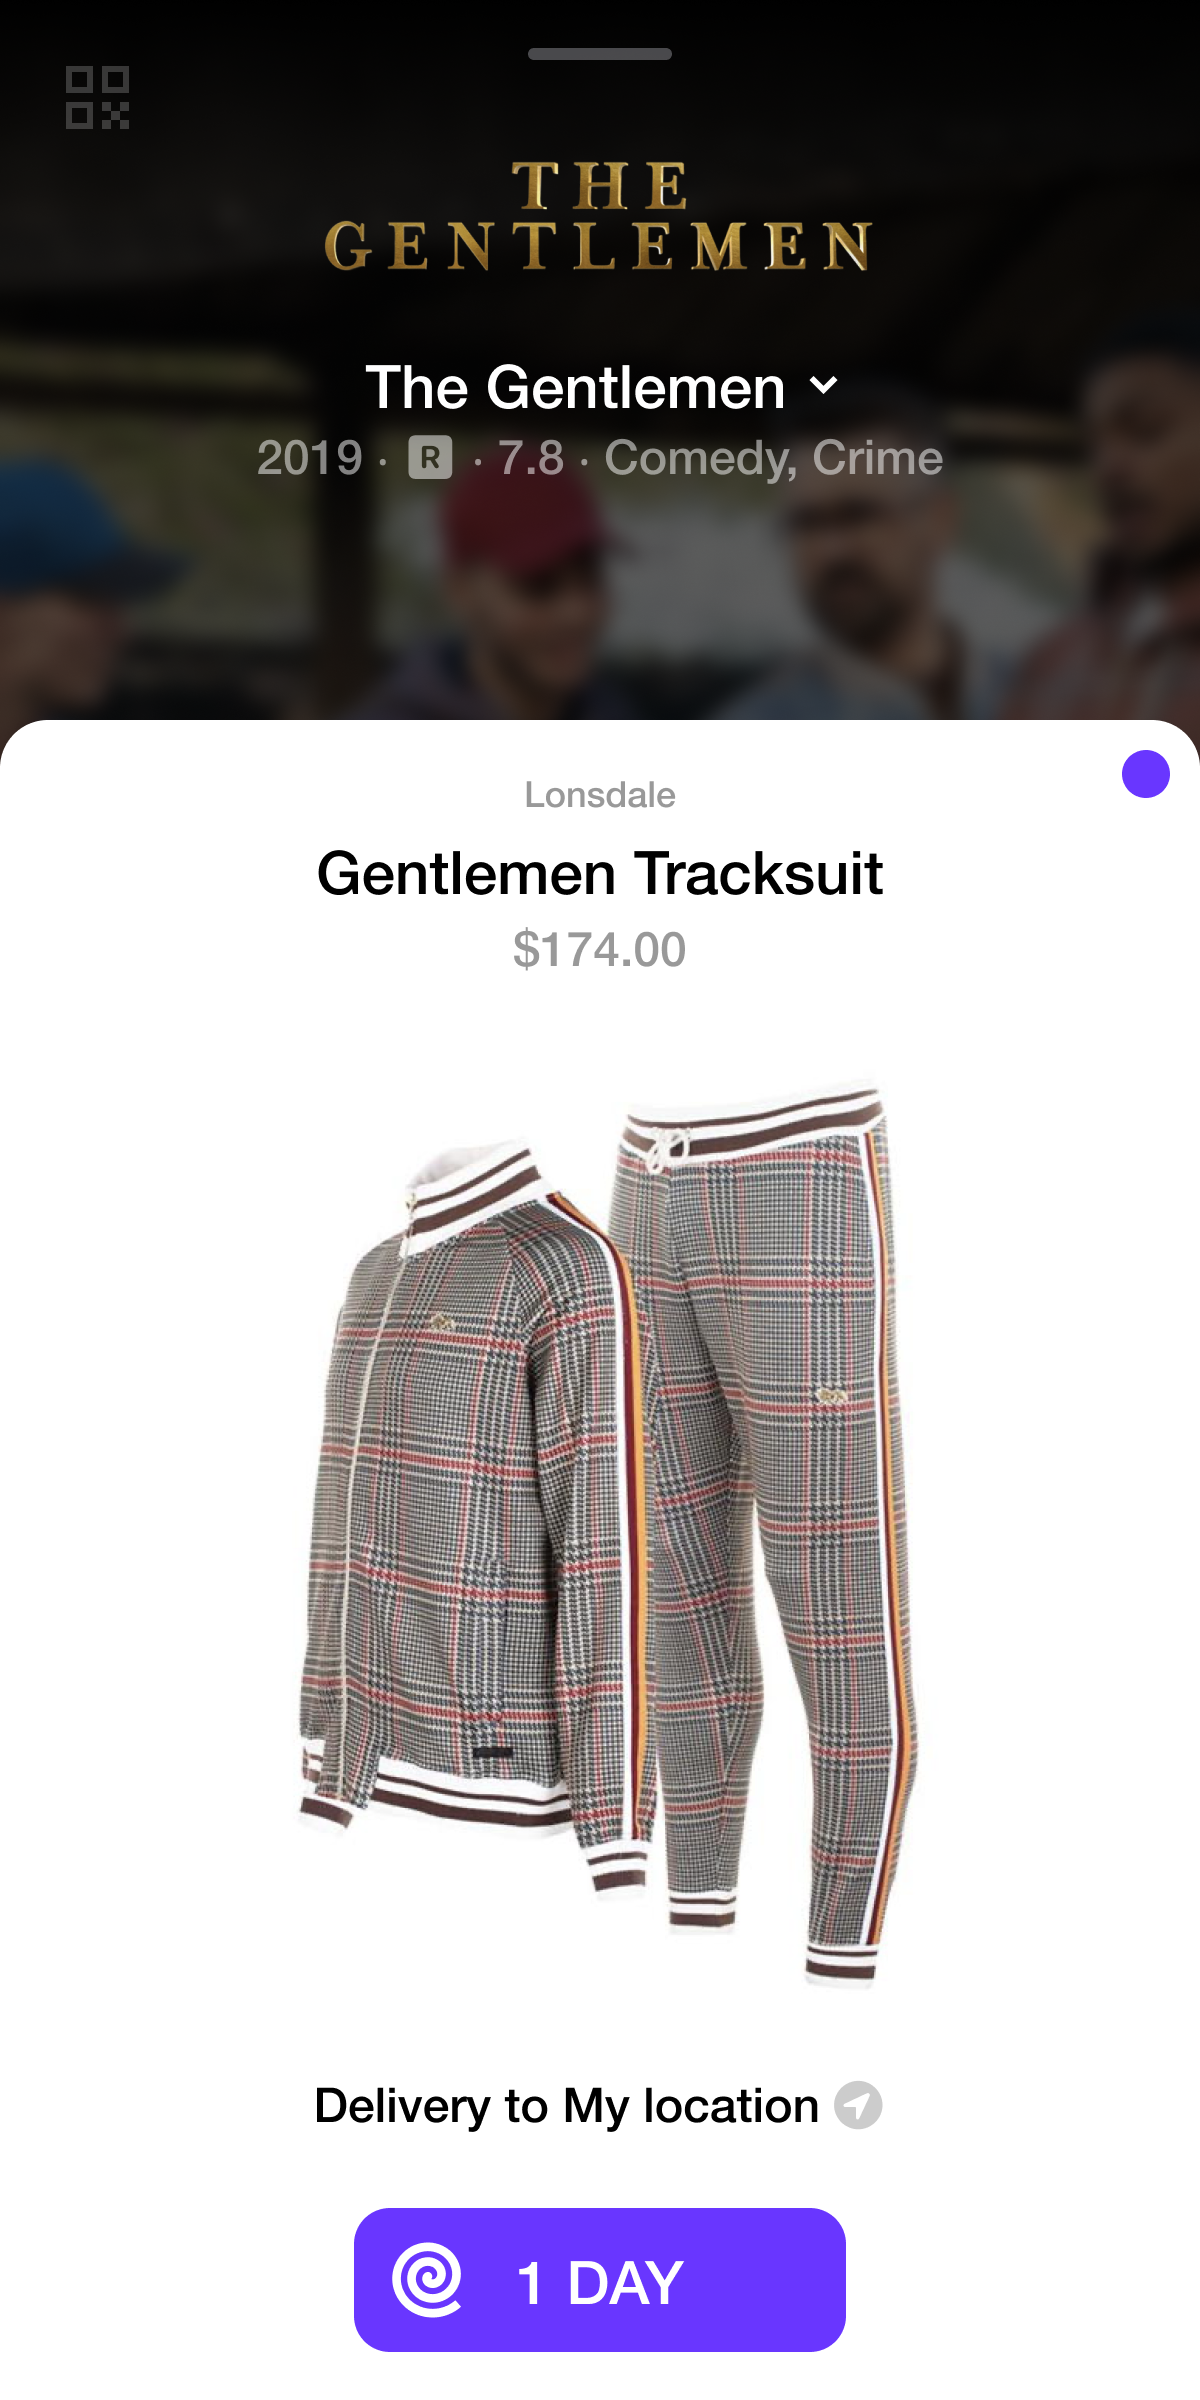 THE
GENTLEMEN
The Gentlemen
2019 · R · 7.8 · Comedy, Crime
Lonsdale
Gentlemen Tracksuit
$174.00
Delivery to My location
1 DAY